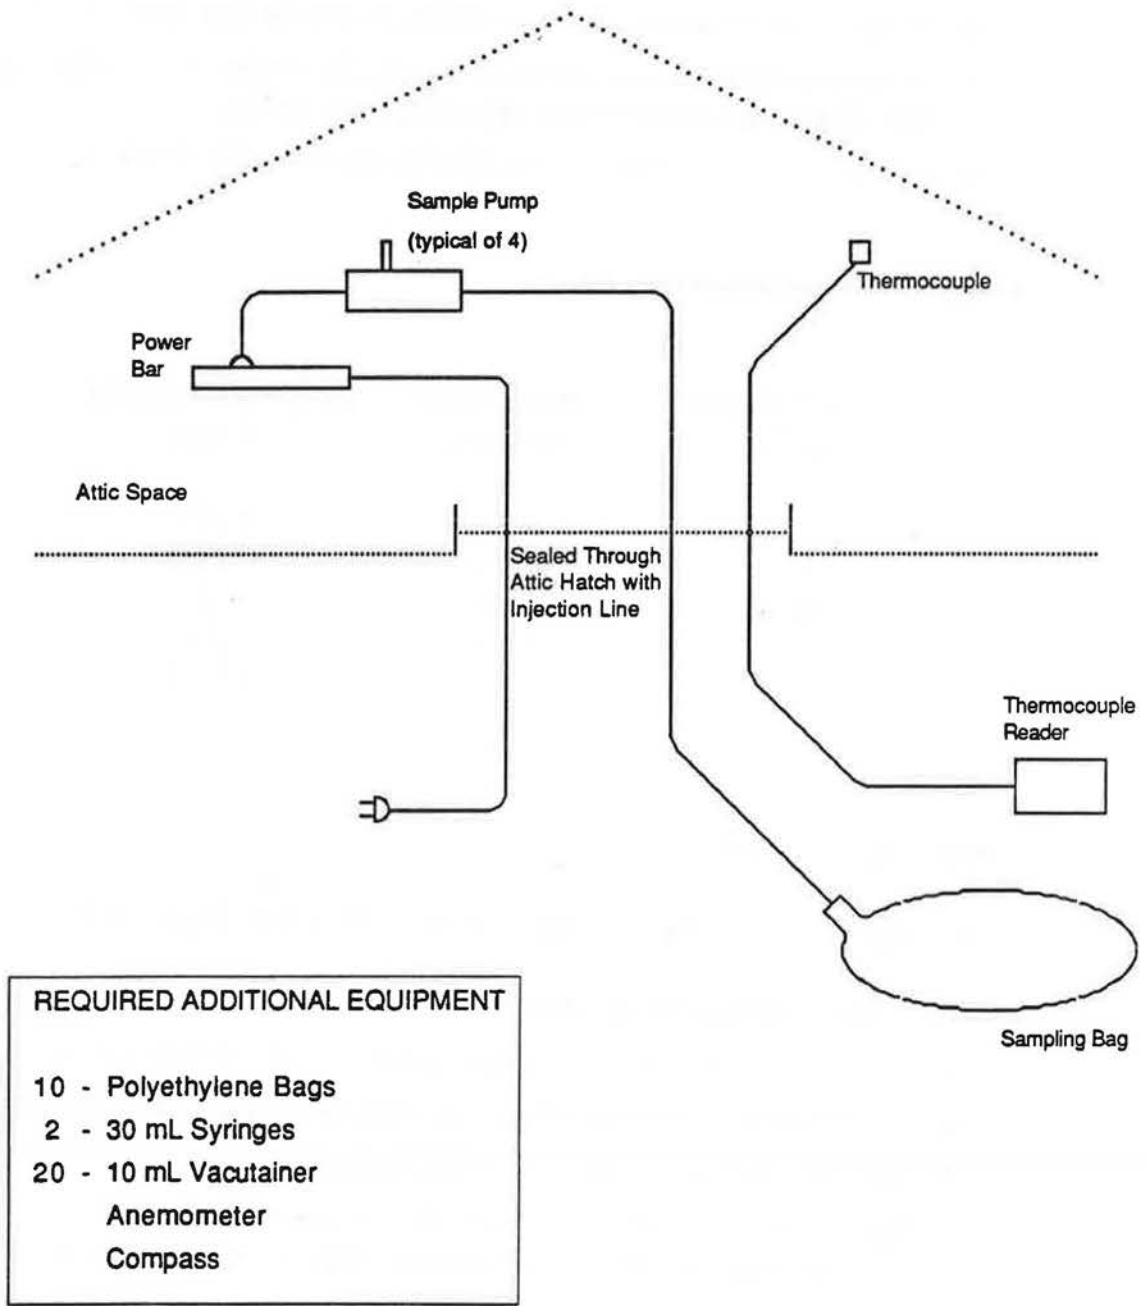 Sample Pump
(typical of 4)
Thermocouple
Power
Bar
Attic Space
Sealed Through
Attic Hatch with
Injection Line
Thermocouple
Reader
Sampling Bag
REQUIRED ADDITIONAL EQUIPMENT
10 - Polyethylene Bags
2 - 30 mL Syringes
20 - 10 mL Vacutainer
Anemometer
Compass